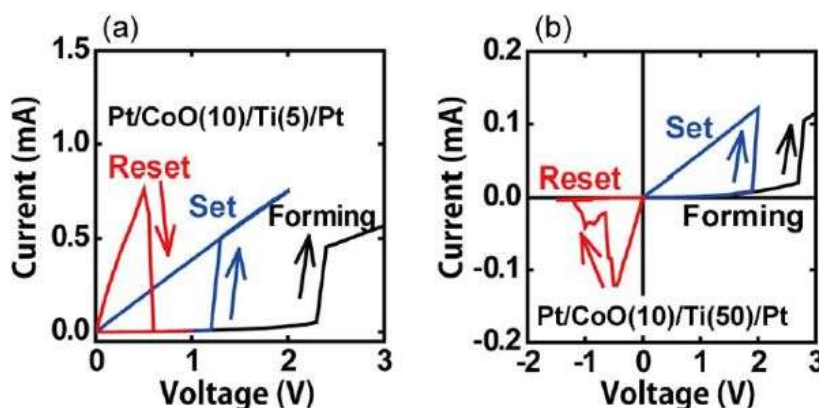 (a)
1.5
1.0
0.5
0.0
0
1
2
3
Current (mA)
Voltage (V)
Pt/CoO(10)/Ti(5)/Pt
Reset
Set
Forming
(b)
0.2
0.1
0.0
-0.1
-0.2
-2
-1
0
1
2
3
Current (mA)
Voltage (V)
Set
Reset
Forming
Pt/CoO(10)/Ti(50)/Pt